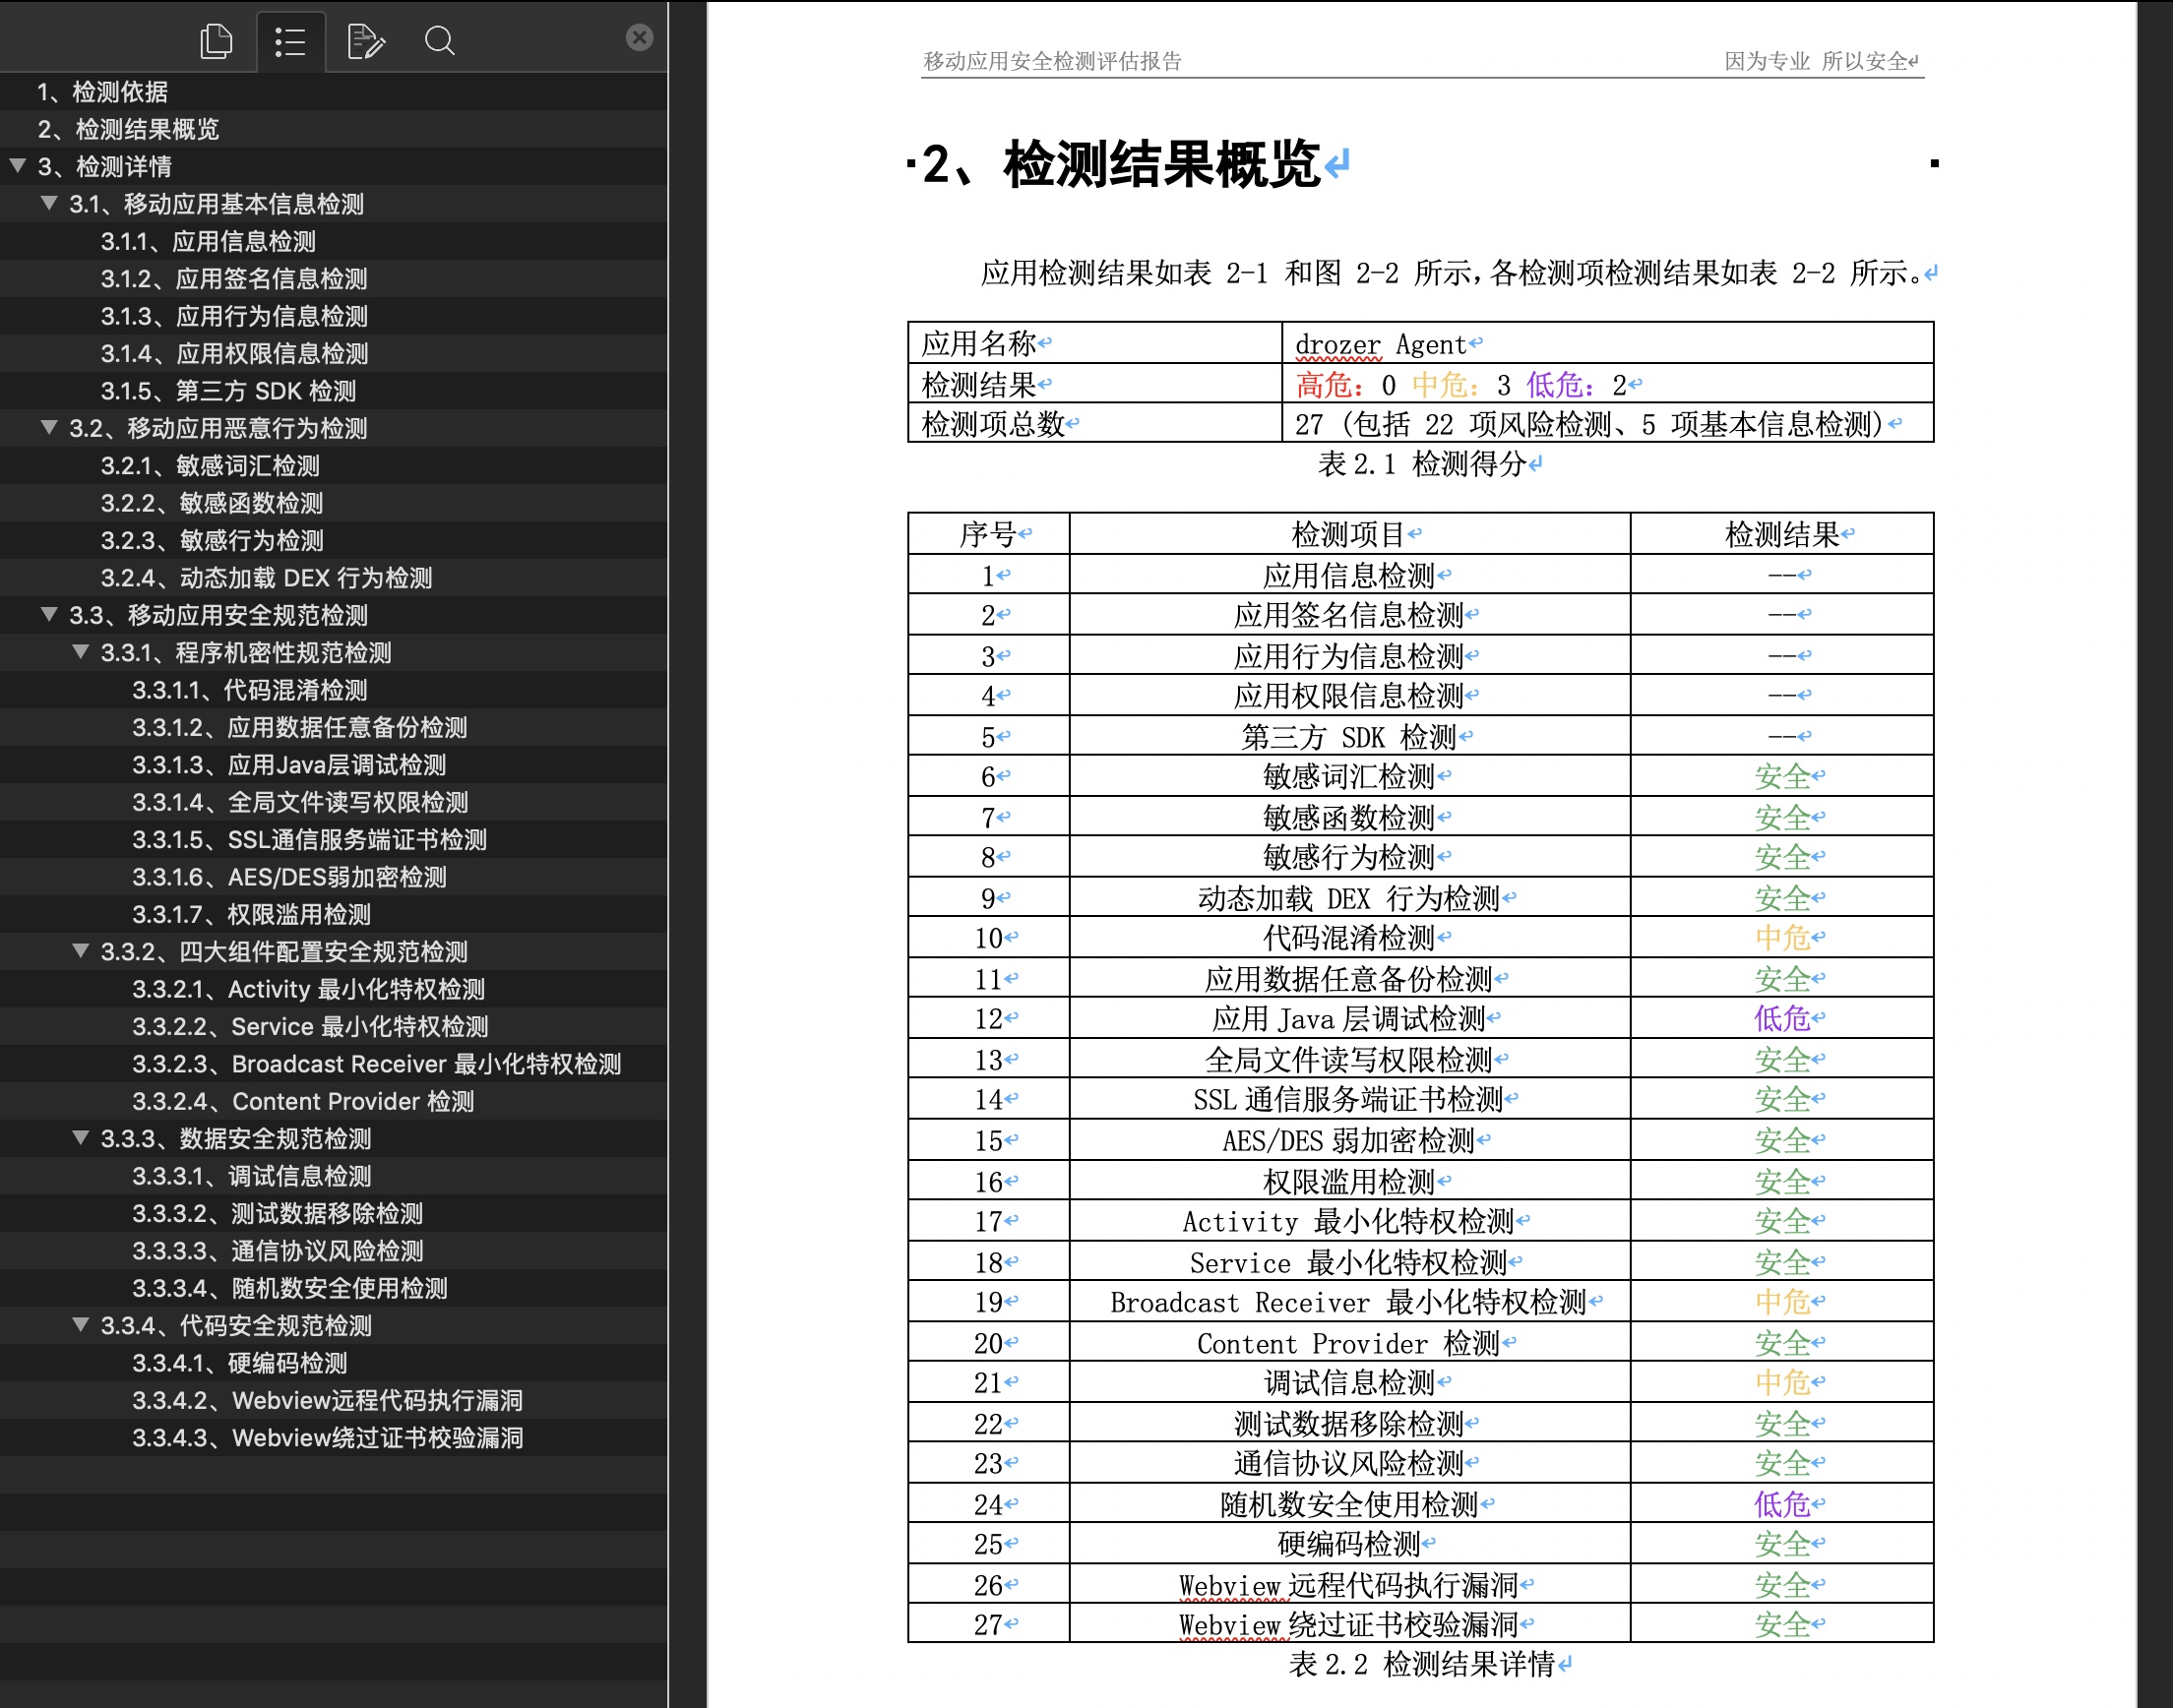 1、检测依据
2、检测结果概览
3、检测详情
3.1、移动应用基本信息检测
3.1.1、应用信息检测
3.1.2、应用签名信息检测
3.1.3、应用行为信息检测
3.1.4、应用权限信息检测
3.1.5、第三方 SDK 检测
3.2、移动应用恶意行为检测
3.2.1、敏感词汇检测
3.2.2、敏感函数检测
3.2.3、敏感行为检测
3.2.4、动态加载 DEX 行为检测
3.3、移动应用安全规范检测
3.3.1、程序机密性规范检测
3.3.1.1、代码混淆检测
3.3.1.2、应用数据任意备份检测
3.3.1.3、应用Java层调试检测
3.3.1.4、全局文件读写权限检测
3.3.1.5、SSL通信服务端证书检测
3.3.1.6、AES/DES弱加密检测
3.3.1.7、权限滥用检测
3.3.2、四大组件配置安全规范检测
3.3.2.1、Activity 最小化特权检测
3.3.2.2、Service 最小化特权检测
3.3.2.3、Broadcast Receiver 最小化特权检测
3.3.2.4、Content Provider 检测
3.3.3、数据安全规范检测
3.3.3.1、调试信息检测
3.3.3.2、测试数据移除检测
3.3.3.3、通信协议风险检测
3.3.3.4、随机数安全使用检测
3.3.4、代码安全规范检测
3.3.4.1、硬编码检测
3.3.4.2、Webview远程代码执行漏洞
3.3.4.3、Webview绕过证书校验漏洞
移动应用安全检测评估报告 因为专业 所以安全
2、检测结果概览
应用检测结果如表 2-1 和图 2-2 所示,各检测项检测结果如表 2-2 所示。
应用名称 drozer Agent
检测结果 高危：0 中危：3 低危：2
检测项总数 27 (包括 22 项风险检测、5 项基本信息检测)
表 2.1 检测得分
序号 检测项目 检测结果
1 应用信息检测 --
2 应用签名信息检测 --
3 应用行为信息检测 --
4 应用权限信息检测 --
5 第三方 SDK 检测 --
6 敏感词汇检测 安全
7 敏感函数检测 安全
8 敏感行为检测 安全
9 动态加载 DEX 行为检测 安全
10 代码混淆检测 中危
11 应用数据任意备份检测 安全
12 应用 Java 层调试检测 低危
13 全局文件读写权限检测 安全
14 SSL 通信服务端证书检测 安全
15 AES/DES 弱加密检测 安全
16 权限滥用检测 安全
17 Activity 最小化特权检测 安全
18 Service 最小化特权检测 安全
19 Broadcast Receiver 最小化特权检测 中危
20 Content Provider 检测 安全
21 调试信息检测 中危
22 测试数据移除检测 安全
23 通信协议风险检测 安全
24 随机数安全使用检测 低危
25 硬编码检测 安全
26 Webview 远程代码执行漏洞 安全
27 Webview 绕过证书校验漏洞 安全
表 2.2 检测结果详情